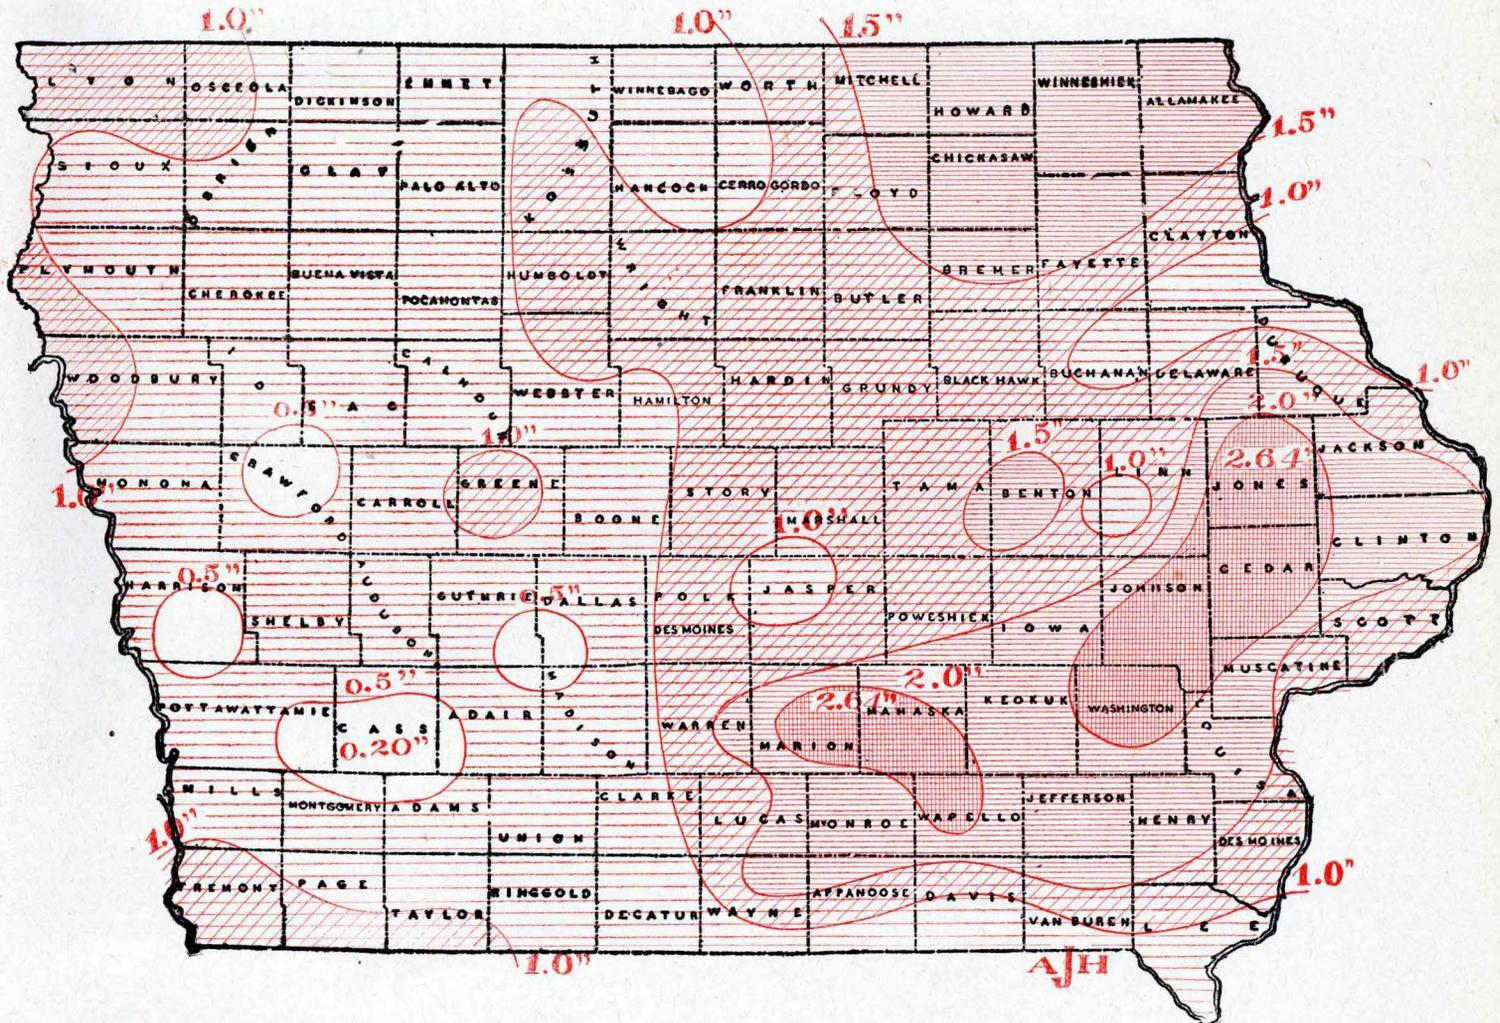 1.0" 1.0" 1.5"
LYON OSCEOLA DICKINSON EMMET KOSSUTH WINNEBAGO WORTH MITCHELL HOWARD WINNESHIEK ALLAMAKEE
1.5"
SIOUX OBRIEN CLAY PALO ALTO HANCOCK CERRO GORDO FLOYD CHICKASAW
1.0"
PLYMOUTH CHEROKEE BUENA VISTA POCAHONTAS HUMBOLDT WRIGHT FRANKLIN BUTLER BREMER FAYETTE CLAYTON
1.5" 1.0"
WOODBURY IDA SAC CALHOUN WEBSTER HAMILTON HARDIN GRUNDY BLACK HAWK BUCHANAN DELAWARE DUBUQUE
0.5" 2.0"
1.0" 1.5" 1.0" 2.64"
1.0" MONONA CRAWFORD CARROLL GREENE BOONE STORY MARSHALL TAMA BENTON LINN JONES JACKSON
1.0"
CLINTON
0.5" 0.5"
HARRISON SHELBY AUDUBON GUTHRIE DALLAS POLK JASPER POWESHIEK IOWA JOHNSON CEDAR SCOTT
DES MOINES
MUSCATINE
0.5" 2.64" 2.0"
POTTAWATTAMIE CASS ADAIR MADISON WARREN MARION MAHASKA KEOKUK WASHINGTON LOUISA
0.20"
MILLS MONTGOMERY ADAMS UNION CLARKE LUCAS MONROE WAPELLO JEFFERSON HENRY DES MOINES
1.0" 1.0"
FREMONT PAGE TAYLOR RINGGOLD DECATUR WAYNE APPANOOSE DAVIS VAN BUREN LEE
1.0" AJH